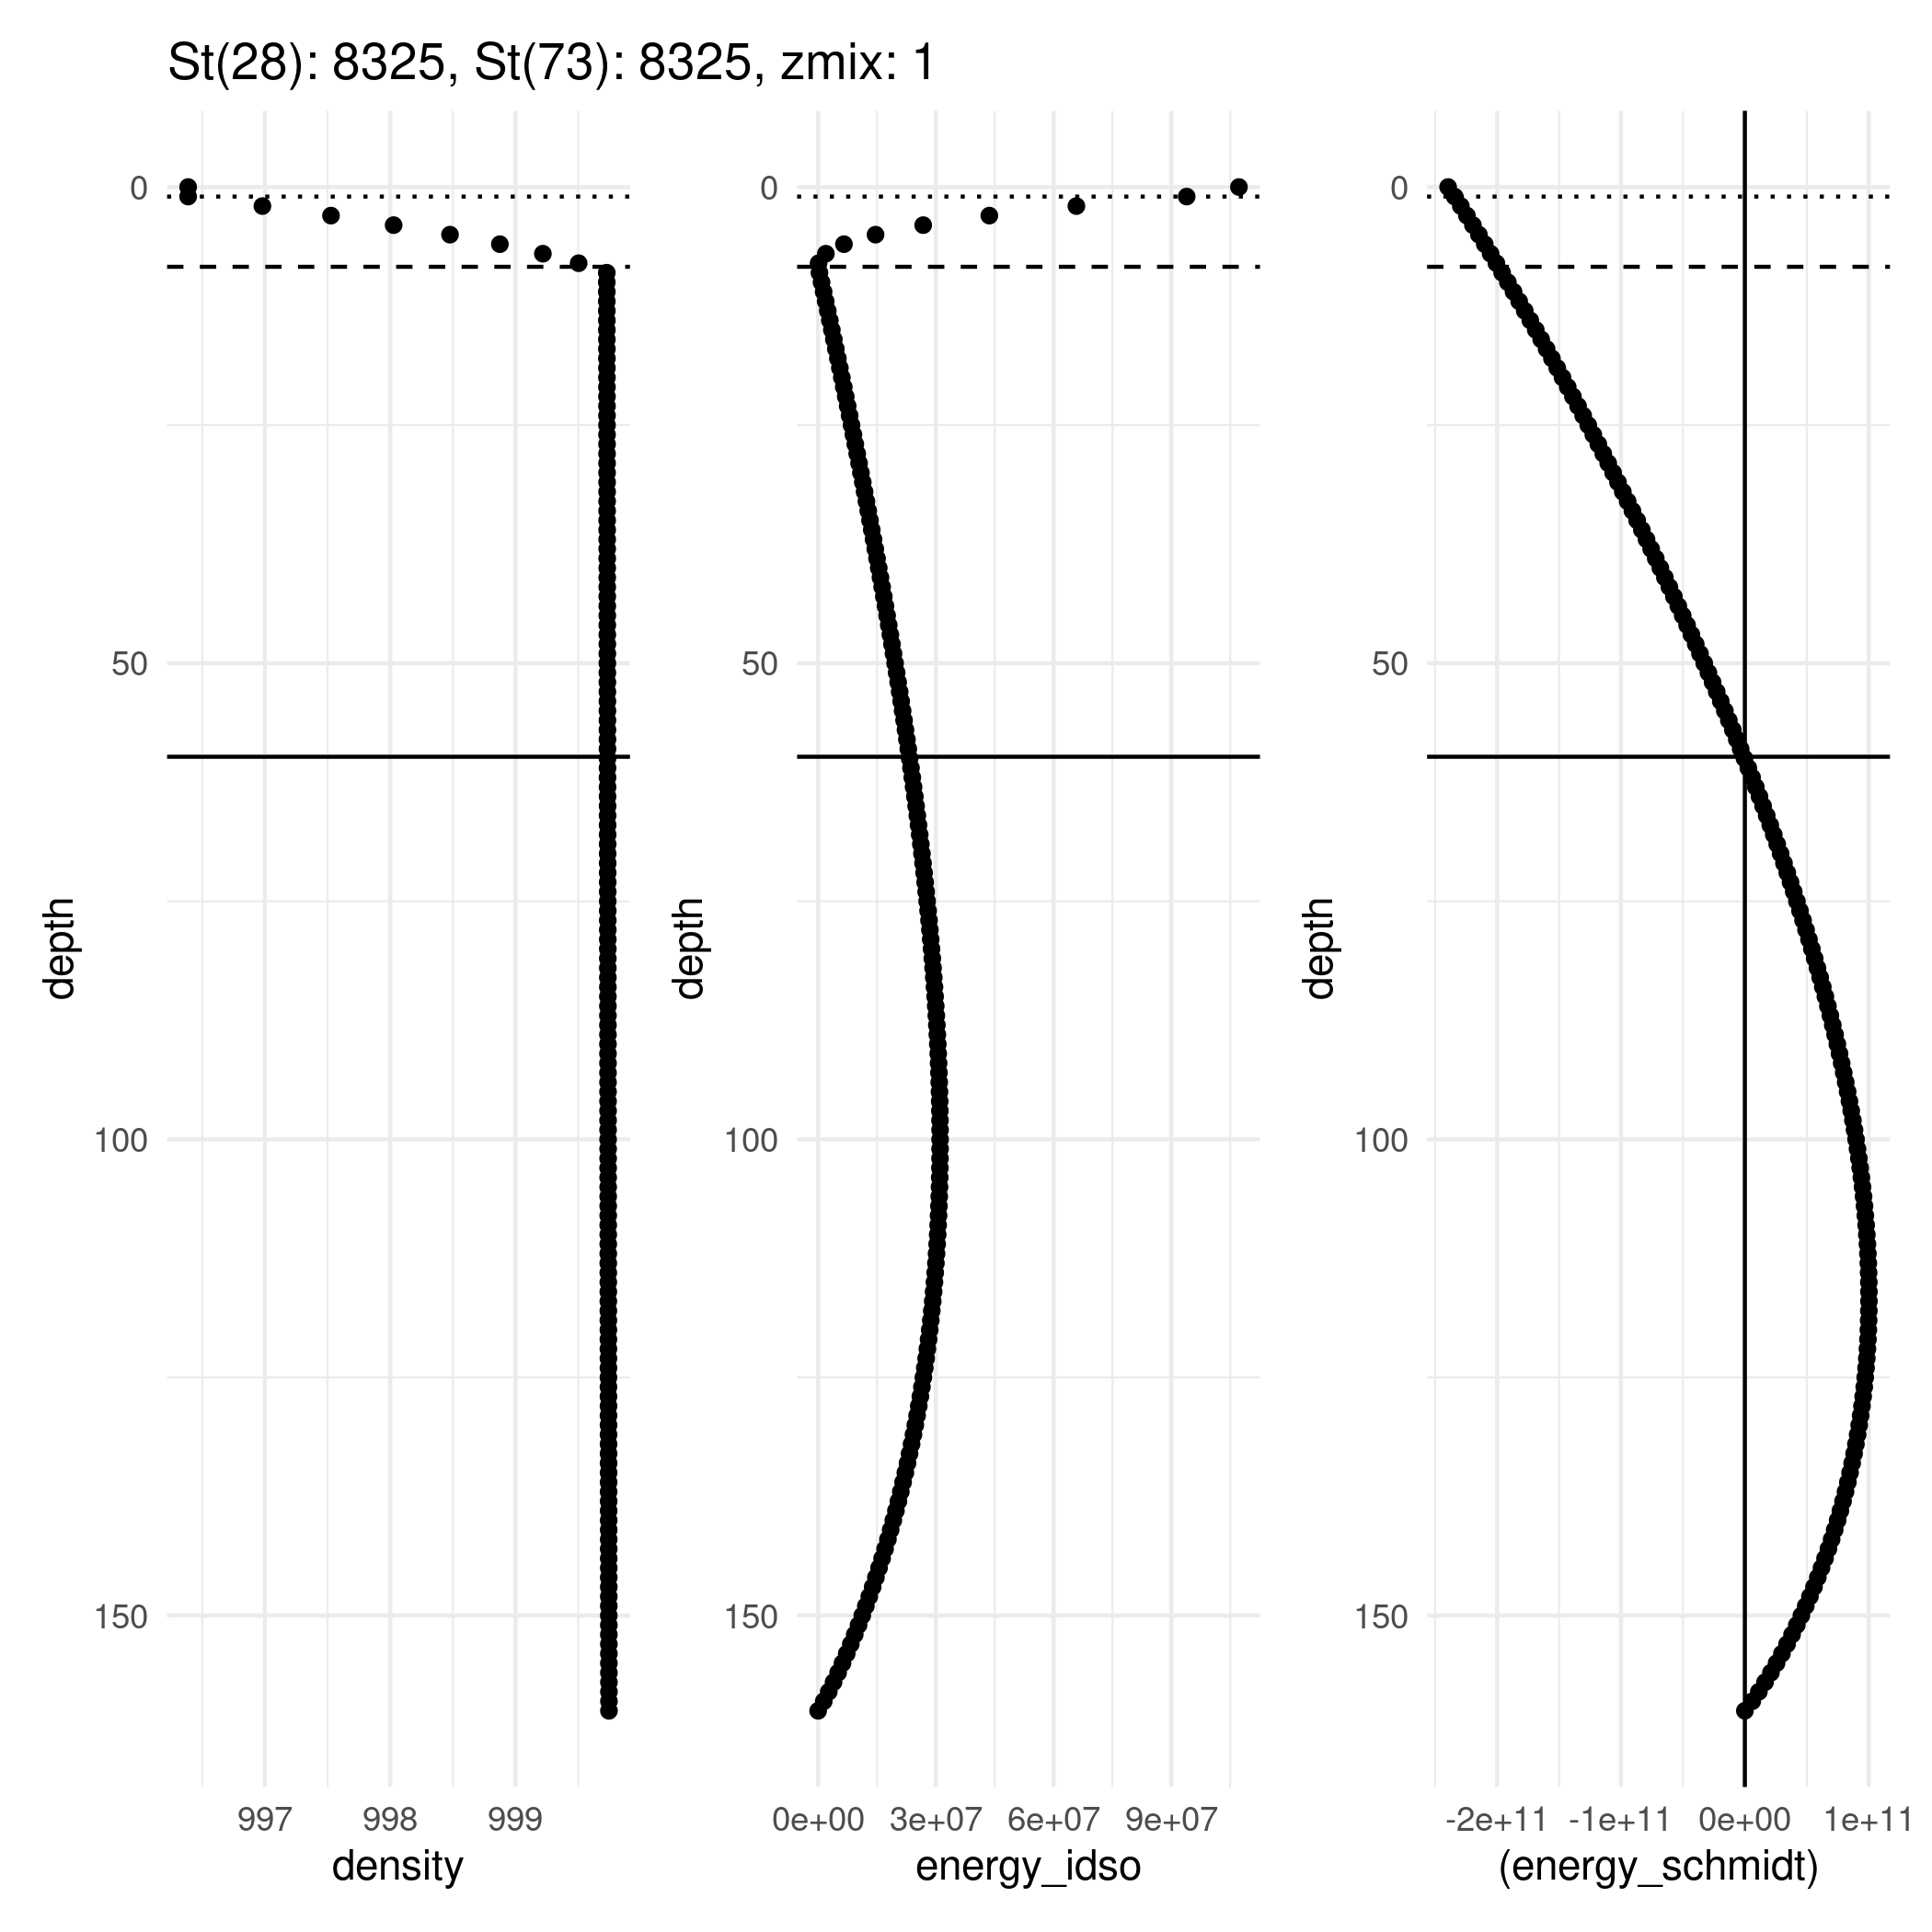 St(28): 8325, St(73): 8325, zmix: 1
0
50
100
150
depth
997 998 999
density
0
50
100
150
depth
0e+00 3e+07 6e+07 9e+07
energy_idso
0
50
100
150
depth
-2e+11 -1e+11 0e+00 1e+11
(energy_schmidt)